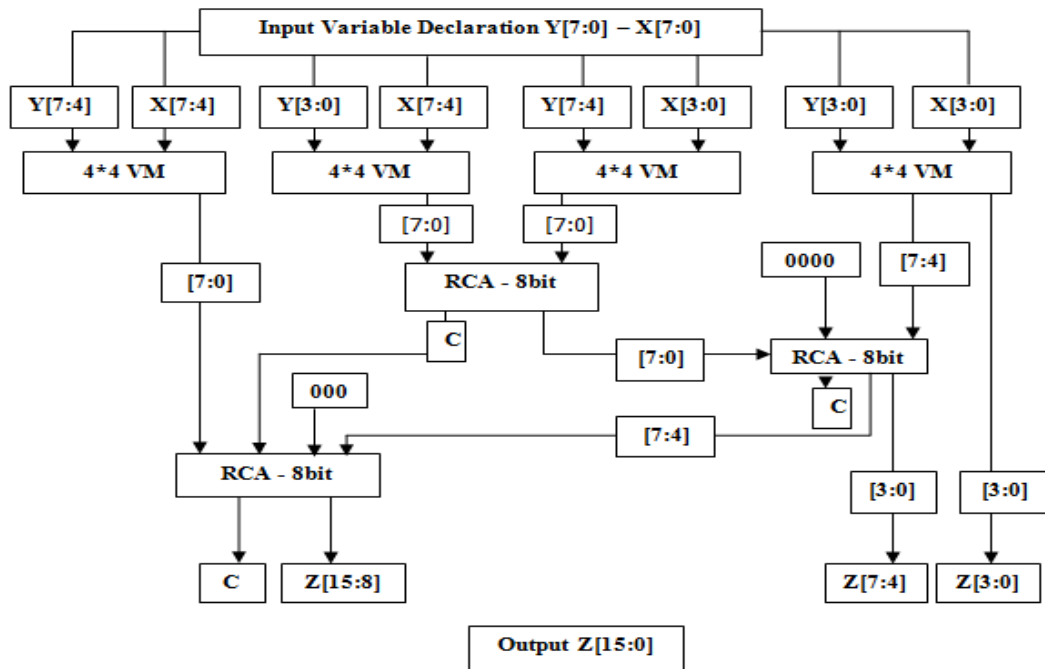 Input Variable Declaration Y[7:0] – X[7:0]
Y[7:4]
X[7:4]
Y[3:0]
X[7:4]
Y[7:4]
X[3:0]
Y[3:0]
X[3:0]
4*4 VM
4*4 VM
4*4 VM
4*4 VM
[7:0]
[7:0]
[7:0]
0000
[7:4]
RCA - 8bit
C
[7:0]
RCA - 8bit
000
C
[7:4]
RCA - 8bit
[3:0]
[3:0]
C
Z[15:8]
Z[7:4]
Z[3:0]
Output Z[15:0]